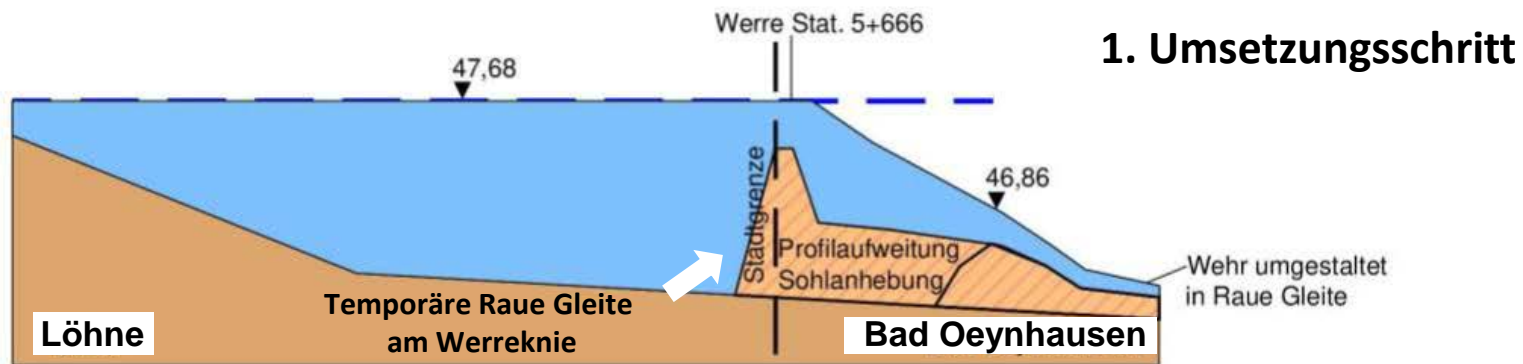 Werre Stat. 5+666
1. Umsetzungsschritt
47,68
Stadtgrenze
46,86
Profilaufweitung
Sohlanhebung
Wehr umgestaltet
in Raue Gleite
Temporäre Raue Gleite
am Werreknie
Löhne
Bad Oeynhausen